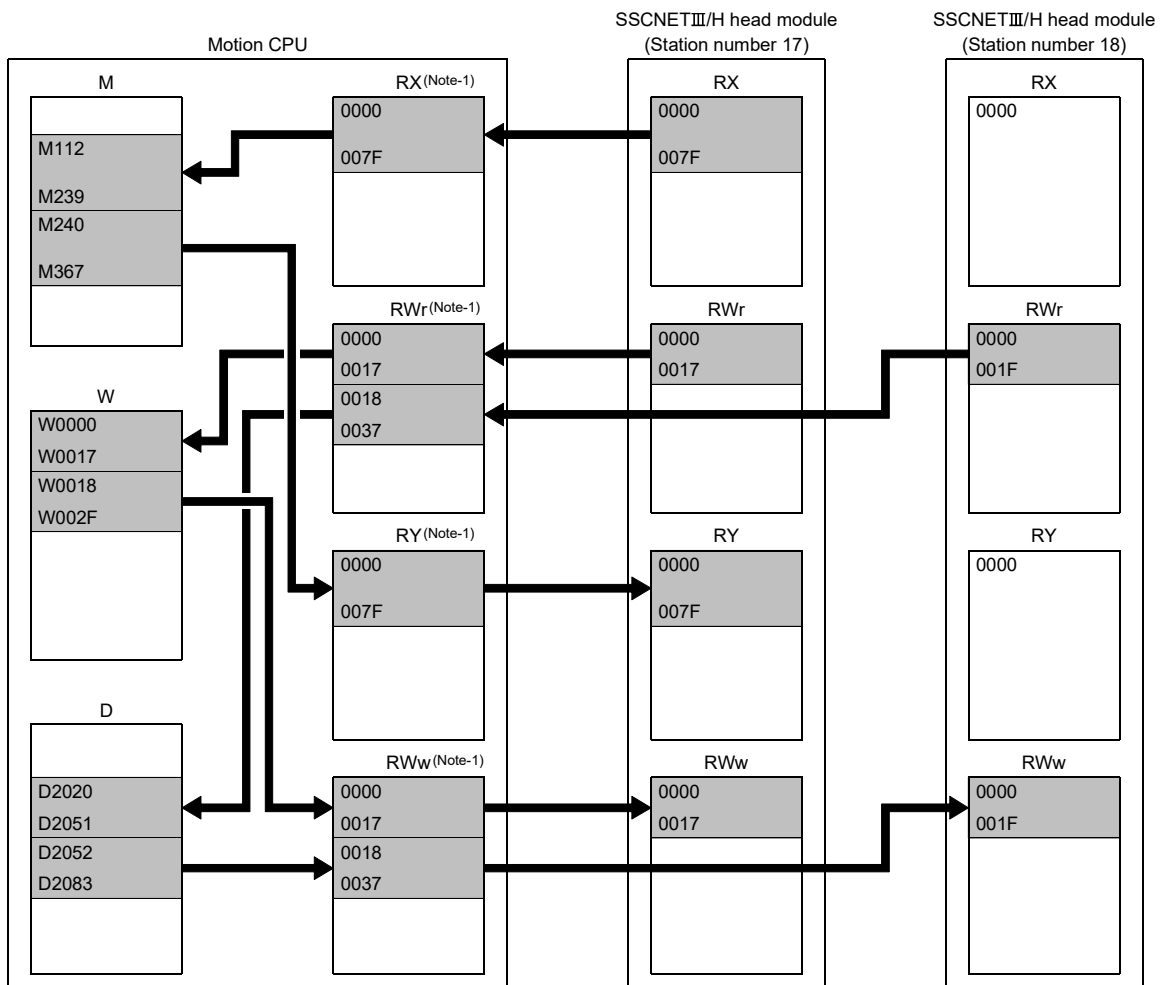 SSCNETⅢ/H head module
(Station number 17)
SSCNETⅢ/H head module
(Station number 18)
Motion CPU
M
M112
M239
M240
M367
W
W0000
W0017
W0018
W002F
D
D2020
D2051
D2052
D2083
RX(Note-1)
0000
007F
RWr(Note-1)
0000
0017
0018
0037
RY(Note-1)
0000
007F
RWw(Note-1)
0000
0017
0018
0037
RX
0000
007F
RWr
0000
0017
RY
0000
007F
RWw
0000
0017
RX
0000
RWr
0000
001F
RY
0000
RWw
0000
001F